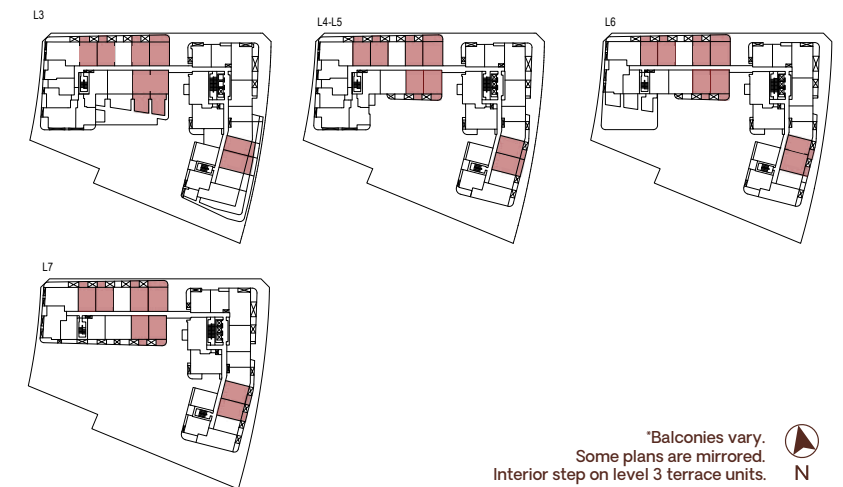 L3
L4-L5
L6
L7
*Balconies vary.
Some plans are mirrored.
Interior step on level 3 terrace units.
N